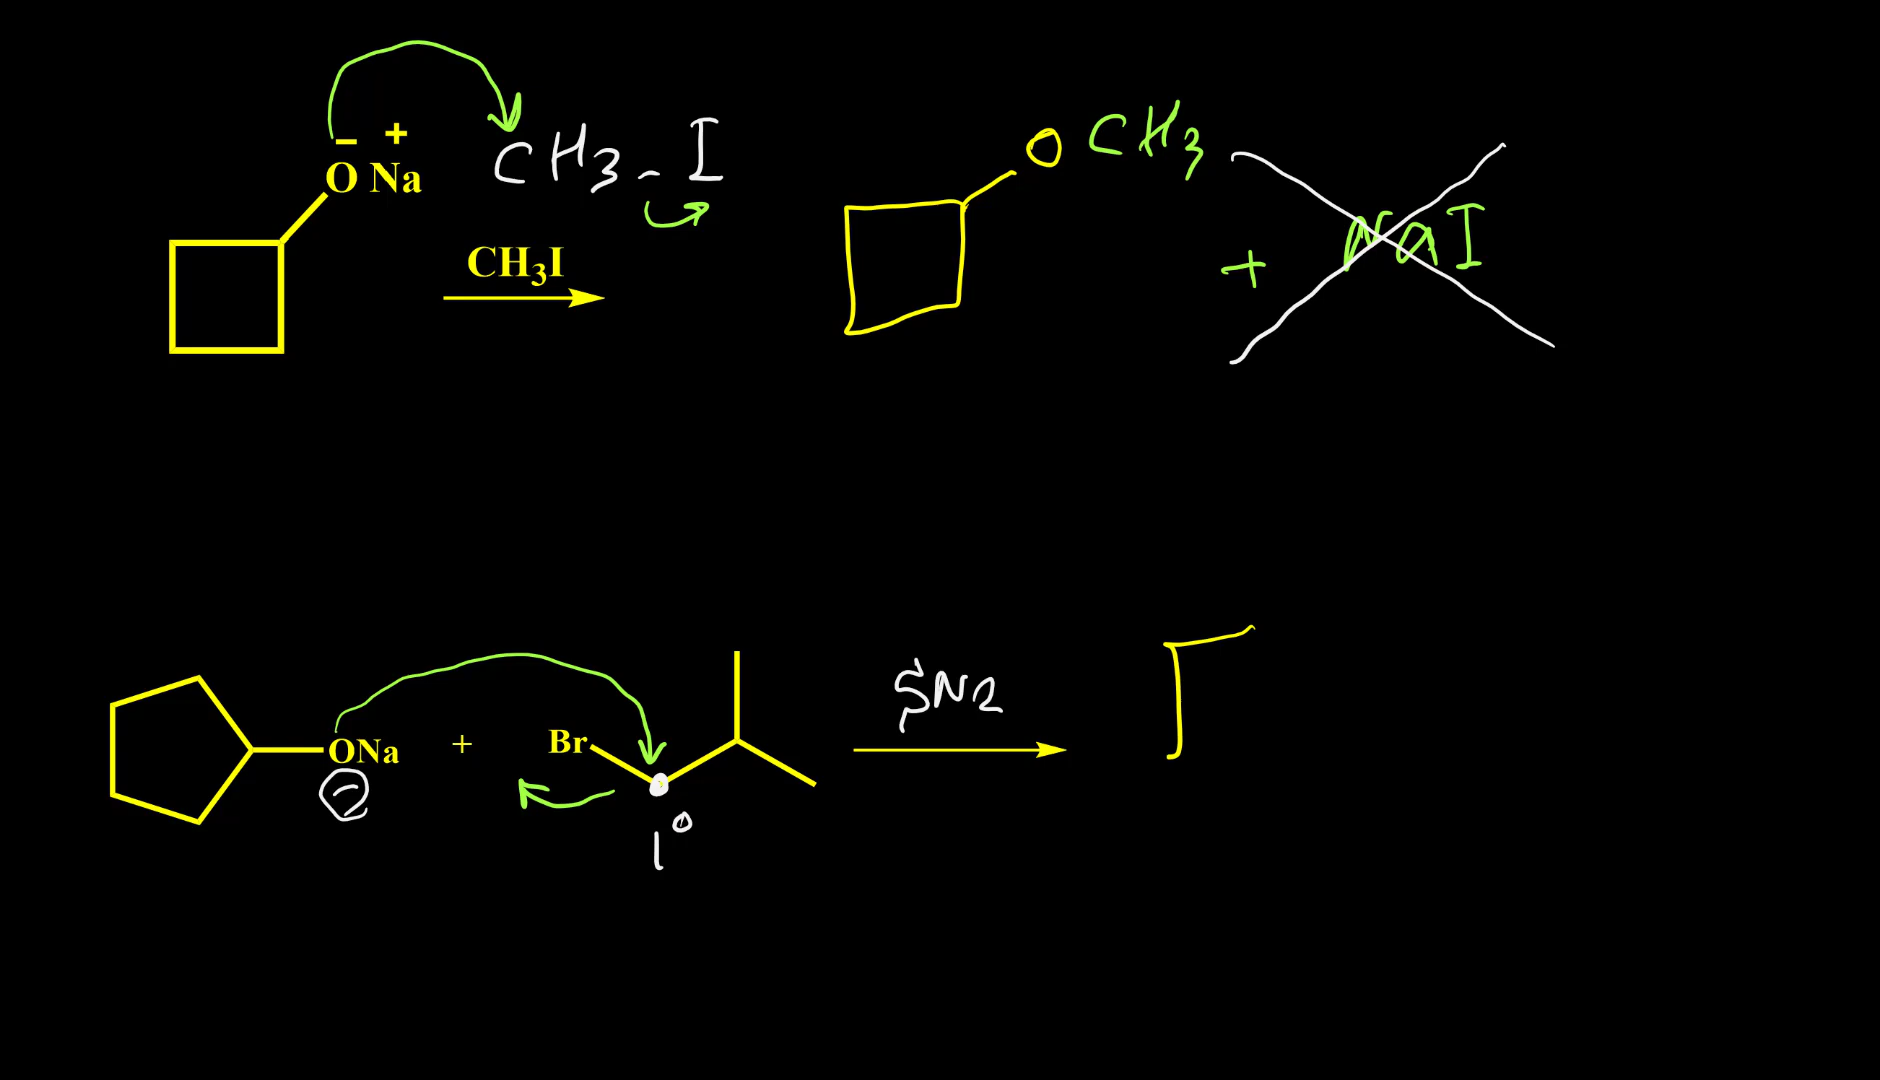 − +
O Na
CH3 - I
CH3I
O CH3
+ NaI
ONa
−
+
Br
1°
SN2